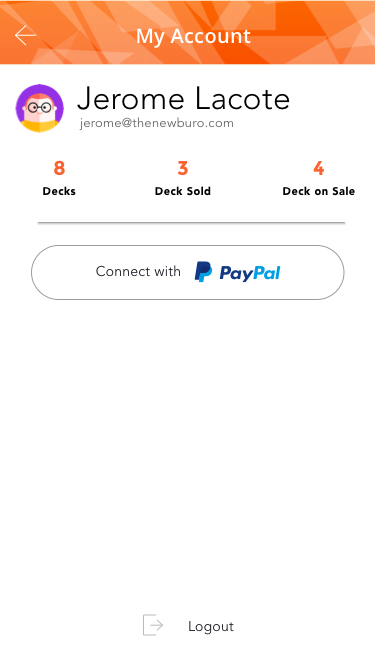 My Account
Jerome Lacote
jerome@thenewburo.com
8 3 4
Decks Deck Sold Deck on Sale
Connect with PayPal
Logout